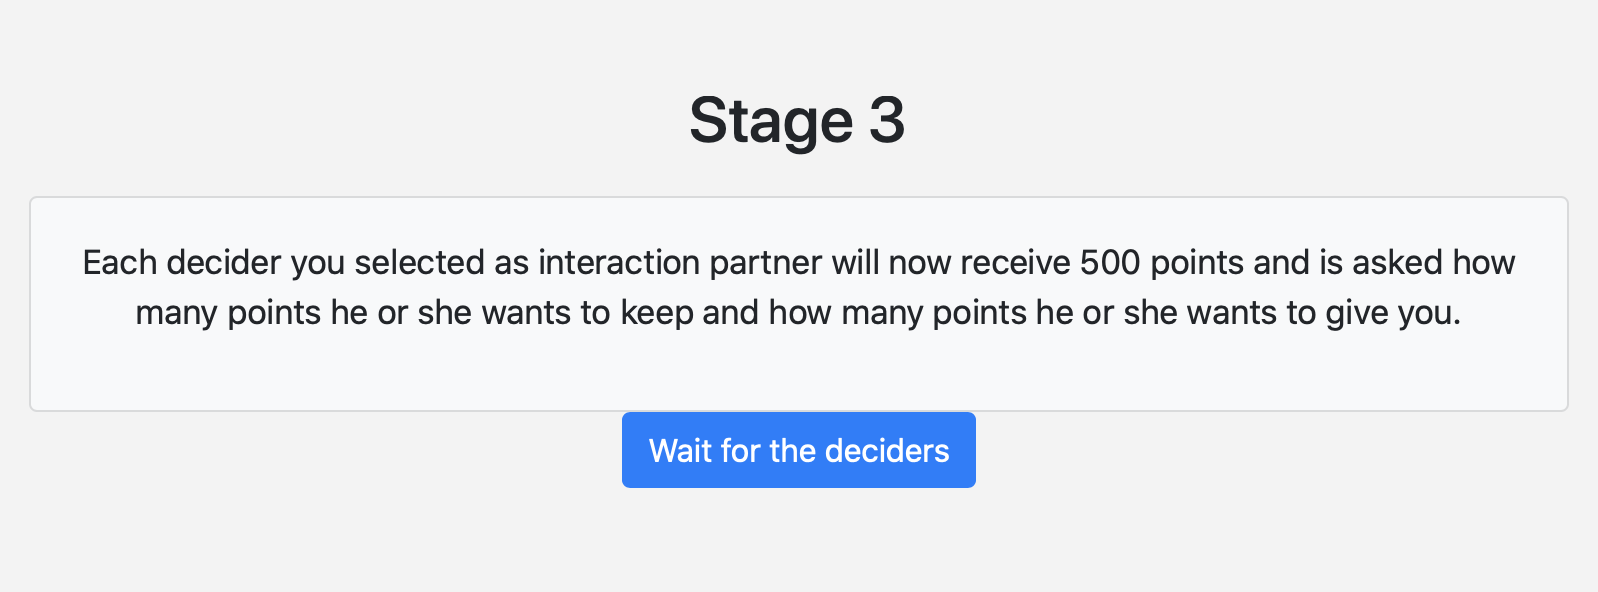 Stage 3
Each decider you selected as interaction partner will now receive 500 points and is asked how
many points he or she wants to keep and how many points he or she wants to give you.
Wait for the deciders